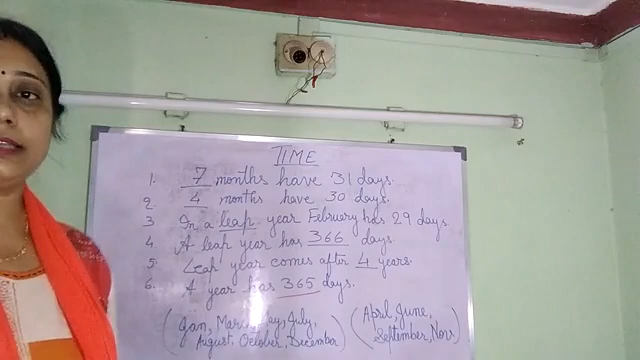 TIME
1. 7 months have 31 days.
2. 4 months have 30 days.
3 In a leap year February has 29 days.
4 A leap year has 366 days.
5. Leap year comes after 4 years.
6. A year has 365 days.
(Jan, March, May, July, August, October, December)
(April, June, September, Nov)